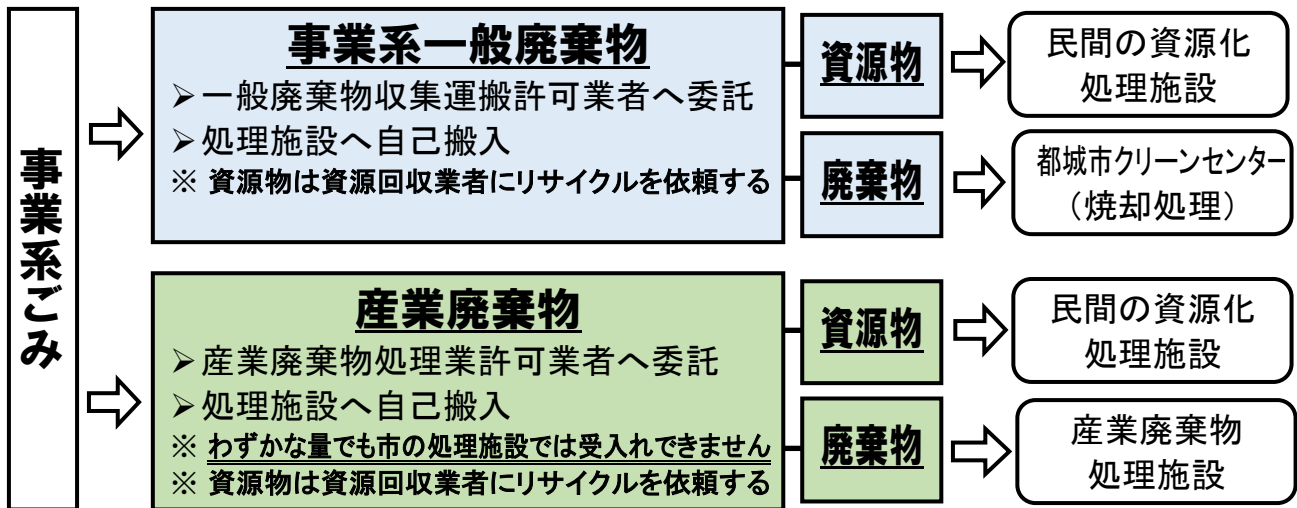 事業系ごみ
事業系一般廃棄物
➢一般廃棄物収集運搬許可業者へ委託
➢処理施設へ自己搬入
※ 資源物は資源回収業者にリサイクルを依頼する
資源物
民間の資源化
処理施設
廃棄物
都城市クリーンセンター
（焼却処理）
産業廃棄物
➢産業廃棄物処理業許可業者へ委託
➢処理施設へ自己搬入
※ わずかな量でも市の処理施設では受入れできません
※ 資源物は資源回収業者にリサイクルを依頼する
資源物
民間の資源化
処理施設
廃棄物
産業廃棄物
処理施設